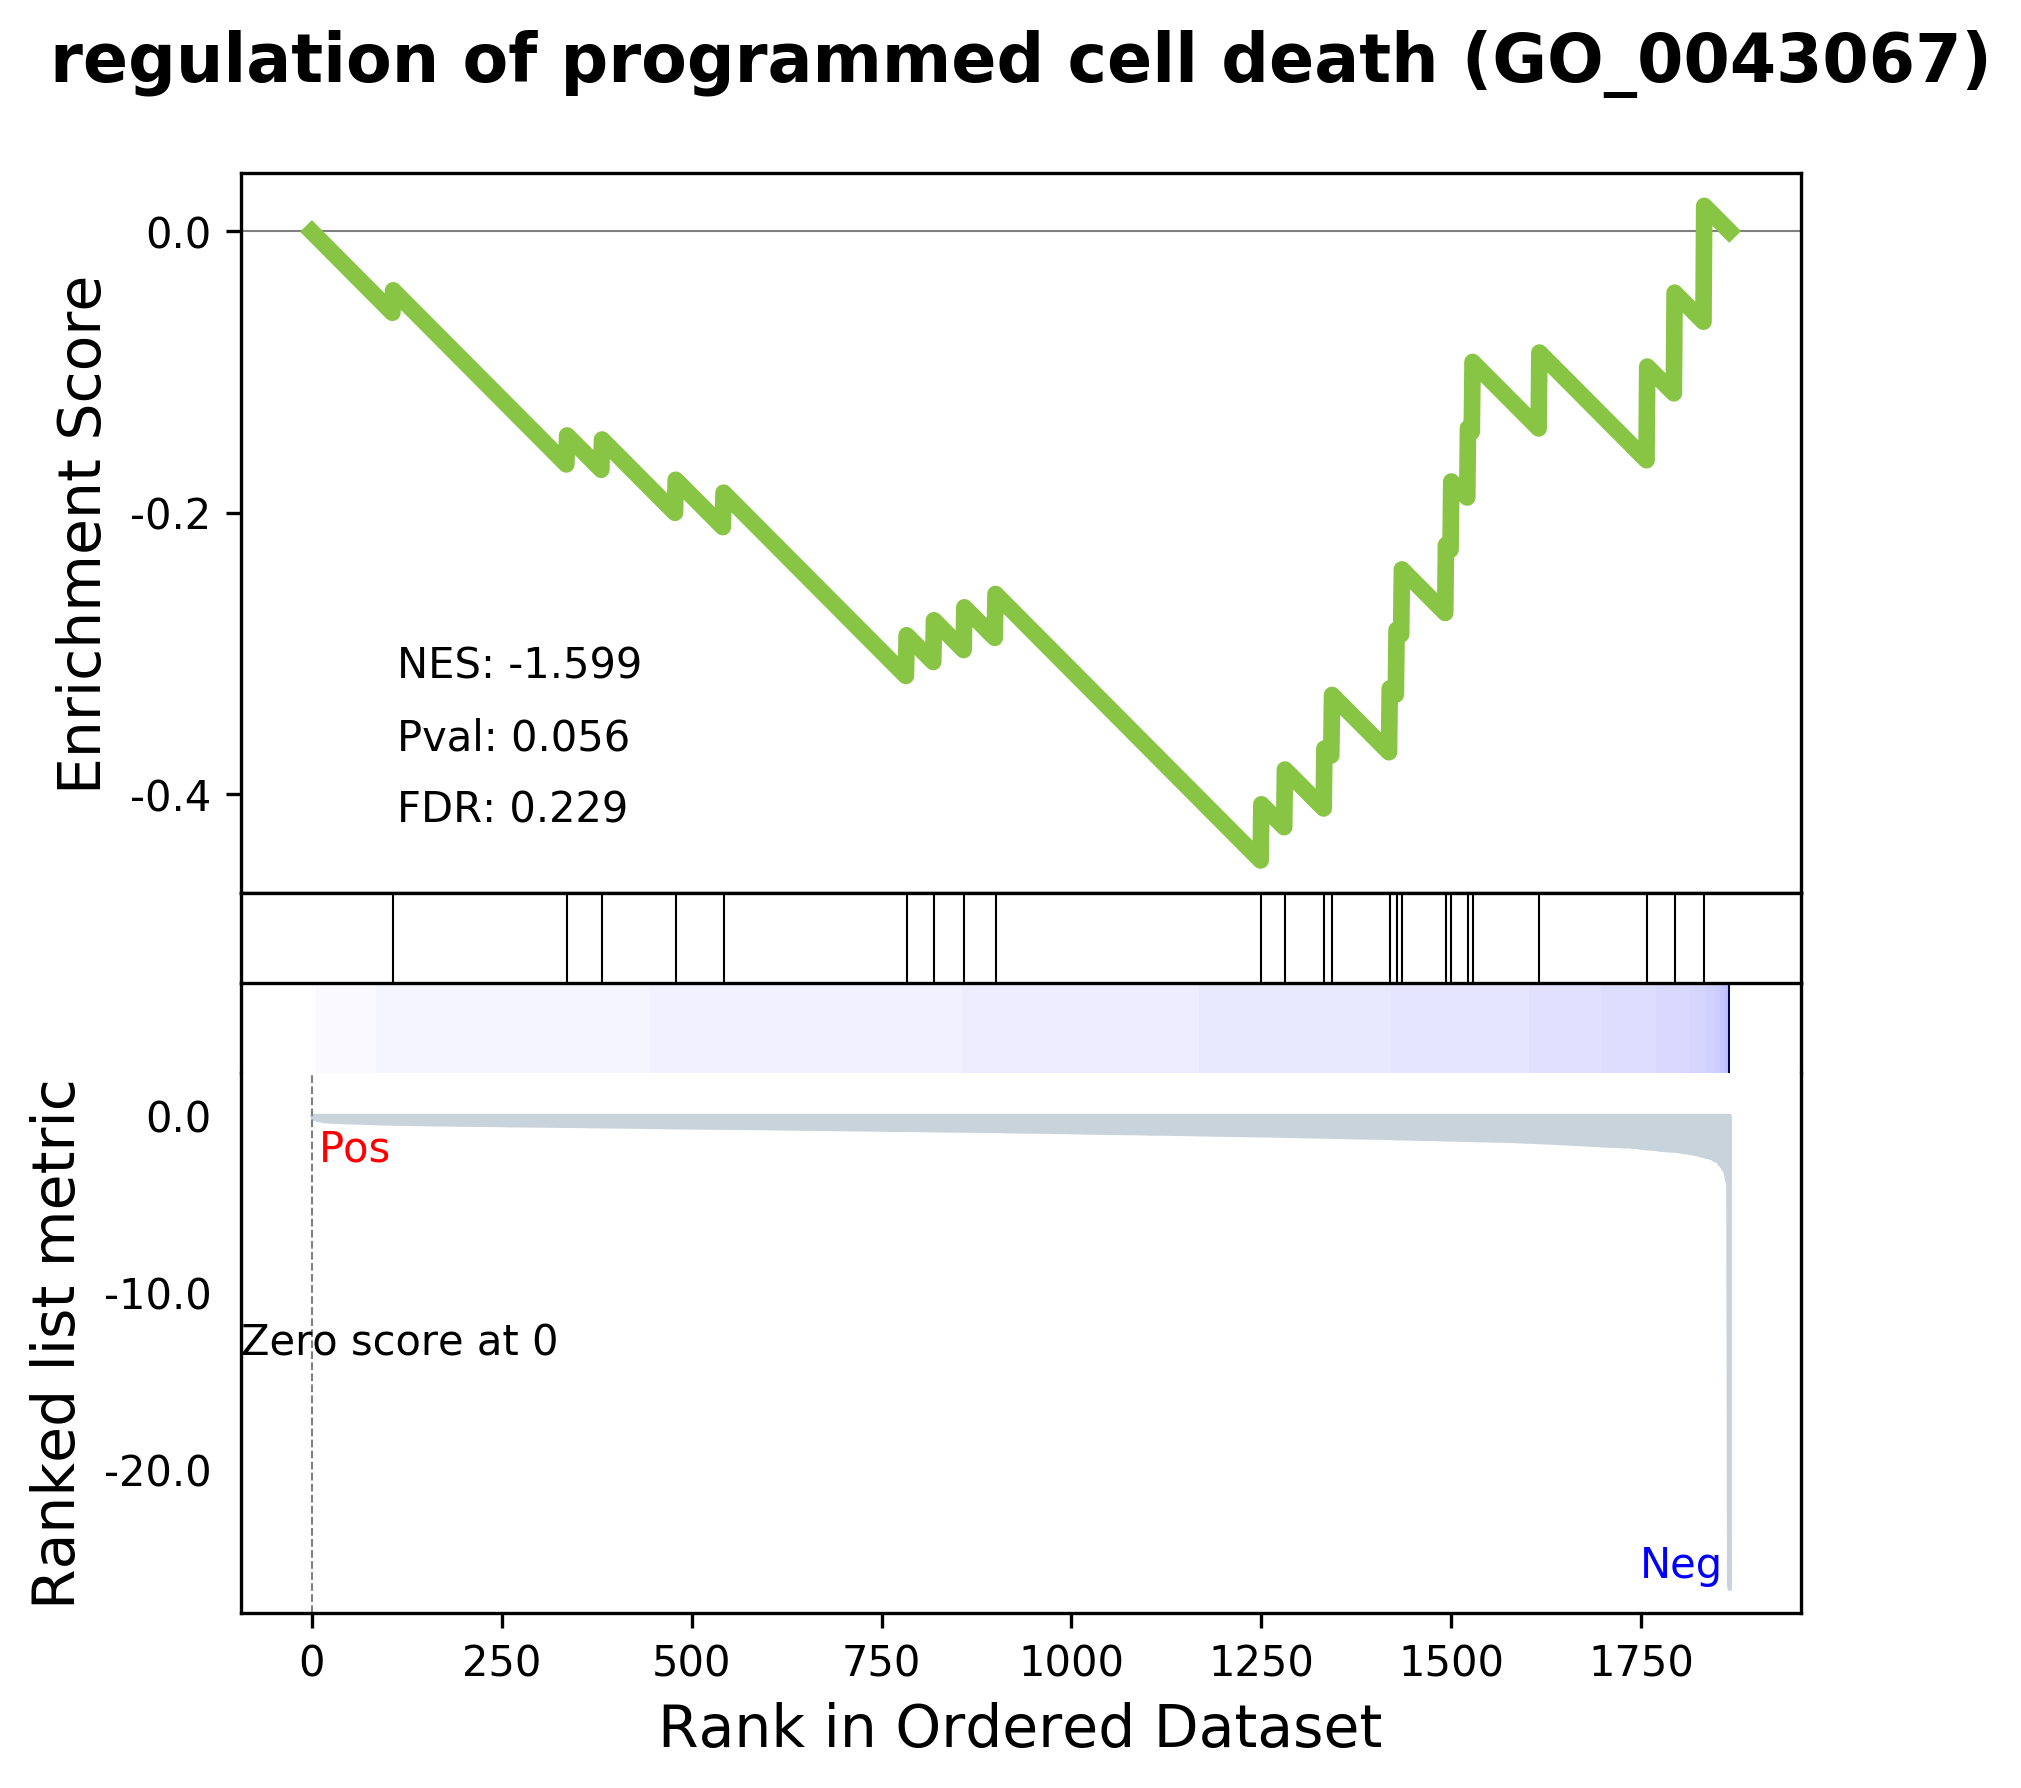 regulation of programmed cell death (GO_0043067)
Enrichment Score
0.0
-0.2
-0.4
NES: -1.599
Pval: 0.056
FDR: 0.229
Ranked list metric
0.0
-10.0
-20.0
Pos
Zero score at 0
Neg
0 250 500 750 1000 1250 1500 1750
Rank in Ordered Dataset